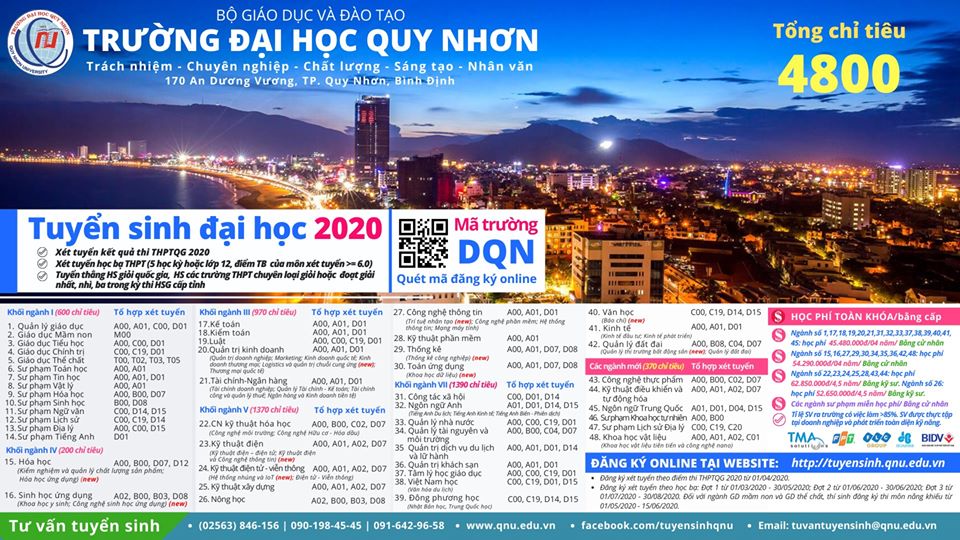 BỘ GIÁO DỤC VÀ ĐÀO TẠO
TRƯỜNG ĐẠI HỌC QUY NHƠN
Trách nhiệm - Chuyên nghiệp - Chất lượng - Sáng tạo - Nhân văn
170 An Dương Vương, TP. Quy Nhơn, Bình Định
TRƯỜNG ĐẠI HỌC QUY NHƠN
QUY NHON UNIVERSITY
Tổng chỉ tiêu
4800
Tuyển sinh đại học 2020
Xét tuyển kết quả thi THPTQG 2020
Xét tuyển học bạ THPT (5 học kỳ hoặc lớp 12, điểm TB của môn xét tuyển >= 6.0)
Tuyển thẳng HS giỏi quốc gia, HS các trường THPT chuyên loại giỏi hoặc đoạt giải
nhất, nhì, ba trong kỳ thi HSG cấp tỉnh
Mã trường
DQN
Quét mã đăng ký online
Khối ngành I (600 chỉ tiêu) Tổ hợp xét tuyển
1. Quản lý giáo dục A00, A01, C00, D01
2. Giáo dục Mầm non M00
3. Giáo dục Tiểu học A00, C00, D01
4. Giáo dục Chính trị C00, C19, D01
5. Giáo dục Thể chất T00, T02, T03, T05
6. Sư phạm Toán học A00, A01
7. Sư phạm Tin học A00, A01, D01
8. Sư phạm Vật lý A00, A01
9. Sư phạm Hóa học A00, B00, D07
10. Sư phạm Sinh học B00, D08
11. Sư phạm Ngữ văn C00, D14, D15
12. Sư phạm Lịch sử C00, C19, D14
13. Sư phạm Địa lý A00, C00, D15
14. Sư phạm Tiếng Anh D01
Khối ngành IV (200 chỉ tiêu)
15. Hóa học A00, B00, D07, D12
(Kiểm nghiệm và quản lý chất lượng sản phẩm;
Hóa học ứng dụng) (new)
16. Sinh học ứng dụng A02, B00, B03, D08
(Khoa học y sinh; Công nghệ sinh học ứng dụng) (new)
Khối ngành III (970 chỉ tiêu) Tổ hợp xét tuyển
17.Kế toán A00, A01, D01
18.Kiểm toán A00, A01, D01
19.Luật A00, C00, C19, D01
20.Quản trị kinh doanh A00, A01, D01
(Quản trị doanh nghiệp; Marketing; Kinh doanh quốc tế; Kinh
doanh thương mại; Logistics và quản trị chuỗi cung ứng (new);
Thương mại quốc tế)
21.Tài chính-Ngân hàng A00, A01, D01
(Tài chính doanh nghiệp; Quản lý Tài chính - Kế toán; Tài chính
công và quản lý thuế; Ngân hàng và Kinh doanh tiền tệ)
Khối ngành V (1370 chỉ tiêu) Tổ hợp xét tuyển
22.CN kỹ thuật hóa học A00, B00, C02, D07
(Công nghệ môi trường; Công nghệ Hữu cơ - Hóa dầu)
23.Kỹ thuật điện A00, A01, A02, D07
(Kỹ thuật điện - điện tử; Kỹ thuật điện
và Công nghệ thông tin) (new)
24. Kỹ thuật điện tử - viễn thông A00, A01, A02, D07
(Hệ thống nhúng và IoT (new); Điện tử - Viễn thông)
25. Kỹ thuật xây dựng A00, A01, A02, D07
26. Nông học A02, B00, B03, D08
27. Công nghệ thông tin A00, A01, D01
(Trí tuệ nhân tạo (new); Công nghệ phần mềm; Hệ thống
thông tin; Mạng máy tính)
28. Kỹ thuật phần mềm A00, A01
29. Thống kê A00, A01, D07, D08
(Thống kê công nghiệp) (new)
30. Toán ứng dụng A00, A01, D07, D08
(Khoa học dữ liệu) (new)
Khối ngành VII (1390 chỉ tiêu) Tổ hợp xét tuyển
31. Công tác xã hội C00, D01, D14
32. Ngôn ngữ Anh A01, D01, D14, D15
(Tiếng Anh Du lịch; Tiếng Anh Kinh tế; Tiếng Anh Biên - Phiên dịch)
33. Quản lý nhà nước A00, C00, C19, D01
34. Quản lý tài nguyên và A00, B00, C04, D07
môi trường
35. Quản trị dịch vụ du lịch A00, A01, D01, D14
và lữ hành
36. Quản trị khách sạn A00, A01, D01
37. Tâm lý học giáo dục A00, C00, C19, D01
38. Việt Nam học C00, C19, D01, D15
(Văn hóa du lịch)
39. Đông phương học C00, C19, D14, D15
(Nhật Bản học, Trung Quốc học)
40. Văn học C00, C19, D14, D15
(Báo chí) (new)
41. Kinh tế A00, A01, D01
(Kinh tế đầu tư; Kinh tế phát triển)
42. Quản lý đất đai A00, B08, C04, D07
(Quản lý thị trường bất động sản (new); Quản lý đất đai)
Các ngành mới (370 chỉ tiêu) Tổ hợp xét tuyển
43. Công nghệ thực phẩm A00, B00, C02, D07
44. Kỹ thuật điều khiển và A00, A01, A02, D07
tự động hóa
45. Ngôn ngữ Trung Quốc A01, D01, D04, D15
46. Sư phạm Khoa học tự nhiên A00, B00
47. Sư phạm Lịch sử Địa lý C00, C19, C20
48. Khoa học vật liệu A00, A01, A02, C01
(Khoa học vật liệu tiên tiến và công nghệ nano)
HỌC PHÍ TOÀN KHÓA/bằng cấp
Ngành số 1,17,18,19,20,21,31,32,33,37,38,39,40,41,
45: học phí 45.480.000đ/04 năm/ Bằng cử nhân
Ngành số 15,16,27,29,30,34,35,36,42,48: học phí
54.290.000đ/04 năm/ Bằng cử nhân
Ngành số 22,23,24,25,28,43,44: học phí
62.850.000đ/4,5 năm/ Bằng kỹ sư. Ngành số 26:
học phí 52.650.000đ/4,5 năm/ Bằng kỹ sư.
Các ngành sư phạm miễn học phí/ Bằng cử nhân
Tỉ lệ SV ra trường có việc làm >85%. SV được thực tập
tại doanh nghiệp và phát triển toàn diện kỹ năng.
TMA solutions FPT FLC GROUP BIDV
ĐĂNG KÝ ONLINE TẠI WEBSITE: http://tuyensinh.qnu.edu.vn
Đăng ký xét tuyển theo điểm thi THPTQG 2020 từ 01/04/2020.
Đăng ký xét tuyển theo học bạ: Đợt 1 từ 01/03/2020 - 30/05/2020; Đợt 2 từ 01/06/2020 - 30/06/2020; Đợt 3 từ
01/07/2020 - 30/08/2020. Đối với ngành GD mầm non và GD thể chất, thí sinh đăng ký thi môn năng khiếu từ
01/05/2020 - 15/06/2020.
Tư vấn tuyển sinh • (02563) 846-156 | 090-198-45-45 | 091-642-96-58 • www.qnu.edu.vn • facebook.com/tuyensinhqnu • Email: tuvantuyensinh@qnu.edu.vn